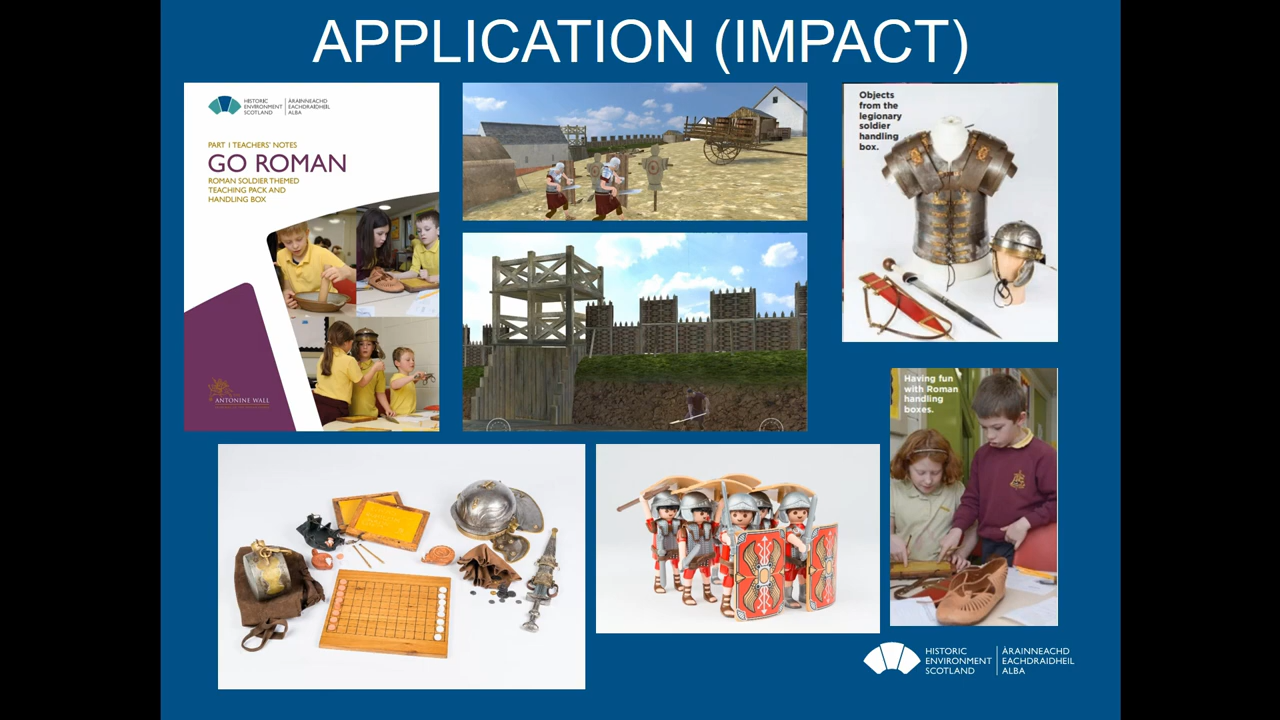 APPLICATION (IMPACT)
HISTORIC
ENVIRONMENT
SCOTLAND
ÀRAINNEACHD
EACHDRAIDHEIL
ALBA
PART 1 TEACHERS' NOTES
GO ROMAN
ROMAN SOLDIER THEMED
TEACHING PACK AND
HANDLING BOX
ANTONINE WALL
Objects
from the
legionary
soldier
handling
box.
Having fun
with Roman
handling
boxes.
HISTORIC
ENVIRONMENT
SCOTLAND
ÀRAINNEACHD
EACHDRAIDHEIL
ALBA